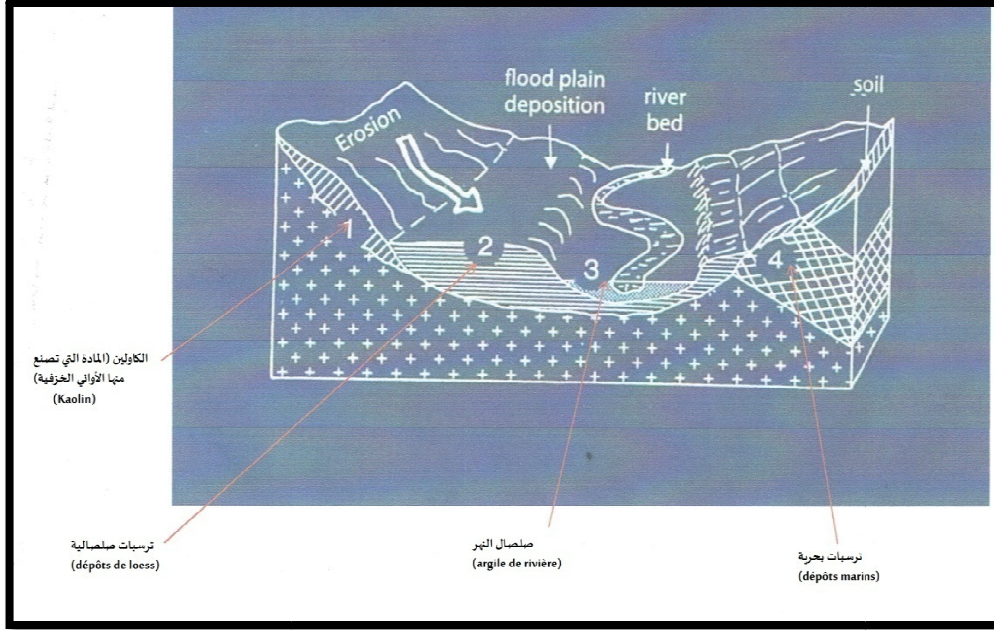 flood plain
deposition
river
bed
soil
Erosion
1
2
3
4
الكاولين (المادة التي تصنع
منها الأواني الخزفية)
(Kaolin)
ترسبات صلصالية
(dépôts de loess)
صلصال النهر
(argile de rivière)
ترسبات بحرية
(dépôts marins)